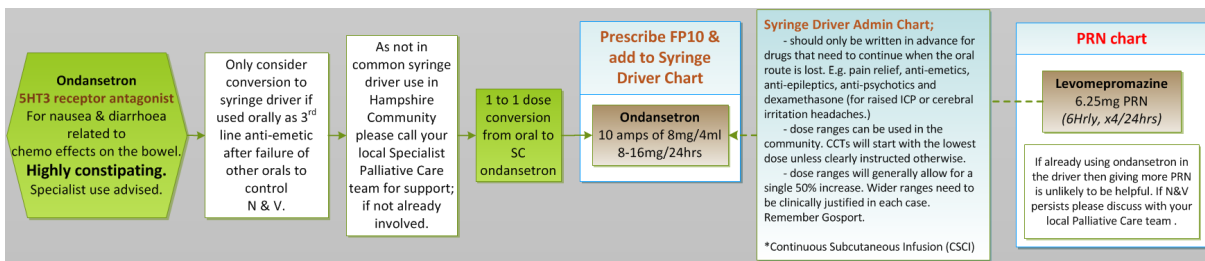 Ondansetron
5HT3 receptor antagonist
For nausea & diarrhoea
related to
chemo effects on the bowel.
Highly constipating.
Specialist use advised.
Only consider
conversion to
syringe driver if
used orally as 3rd
line anti-emetic
after failure of
other orals to
control
N & V.
As not in
common syringe
driver use in
Hampshire
Community
please call your
local Specialist
Palliative Care
team for support;
if not already
involved.
1 to 1 dose
conversion
from oral to
SC
ondansetron
Prescribe FP10 &
add to Syringe
Driver Chart
Ondansetron
10 amps of 8mg/4ml
8-16mg/24hrs
Syringe Driver Admin Chart;
- should only be written in advance for
drugs that need to continue when the oral
route is lost. E.g. pain relief, anti-emetics,
anti-epileptics, anti-psychotics and
dexamethasone (for raised ICP or cerebral
irritation headaches.)
- dose ranges can be used in the
community. CCTs will start with the lowest
dose unless clearly instructed otherwise.
- dose ranges will generally allow for a
single 50% increase. Wider ranges need to
be clinically justified in each case.
Remember Gosport.
*Continuous Subcutaneous Infusion (CSCI)
PRN chart
Levomepromazine
6.25mg PRN
(6Hrly, x4/24hrs)
If already using ondansetron in
the driver then giving more PRN
is unlikely to be helpful. If N&V
persists please discuss with your
local Palliative Care team .